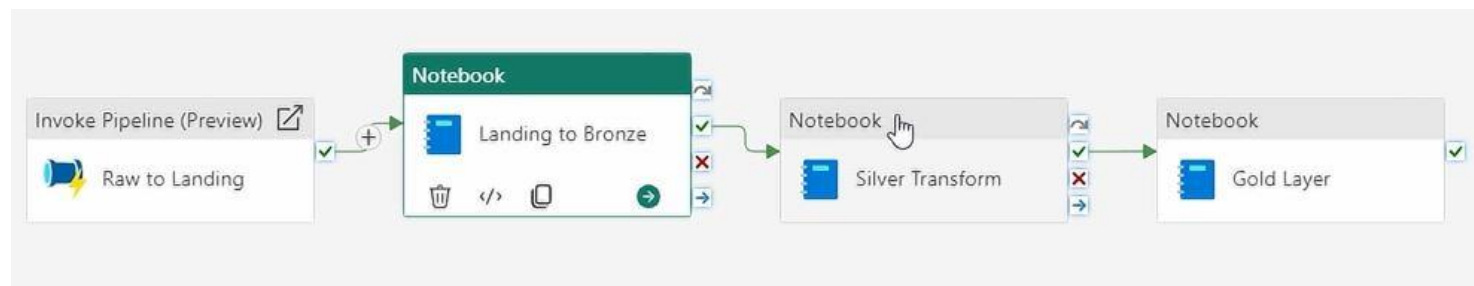 Invoke Pipeline (Preview)
Raw to Landing
Notebook
Landing to Bronze
</>
Notebook
Silver Transform
Notebook
Gold Layer